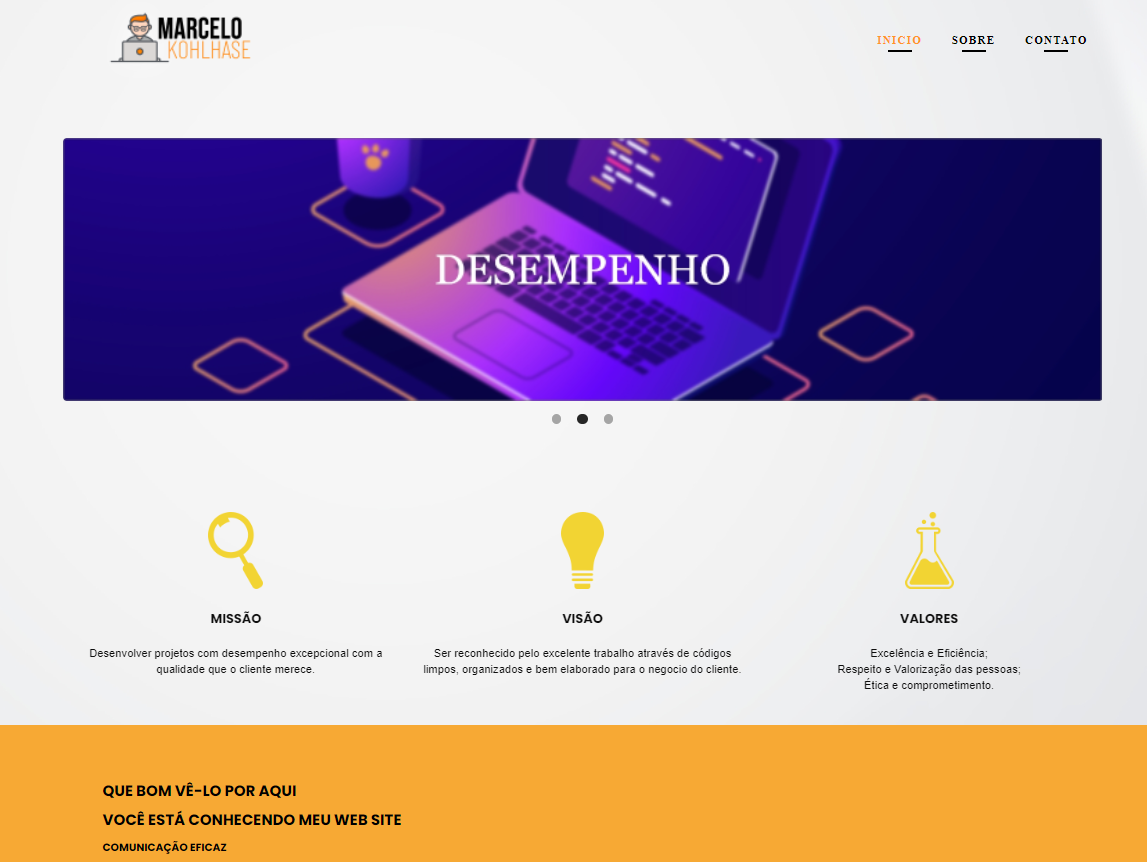 MARCELO
KOHLHASE
INICIO SOBRE CONTATO
DESEMPENHO
MISSÃO
Desenvolver projetos com desempenho excepcional com a
qualidade que o cliente merece.
VISÃO
Ser reconhecido pelo excelente trabalho através de códigos
limpos, organizados e bem elaborado para o negocio do cliente.
VALORES
Excelência e Eficiência;
Respeito e Valorização das pessoas;
Ética e comprometimento.
QUE BOM VÊ-LO POR AQUI
VOCÊ ESTÁ CONHECENDO MEU WEB SITE
COMUNICAÇÃO EFICAZ